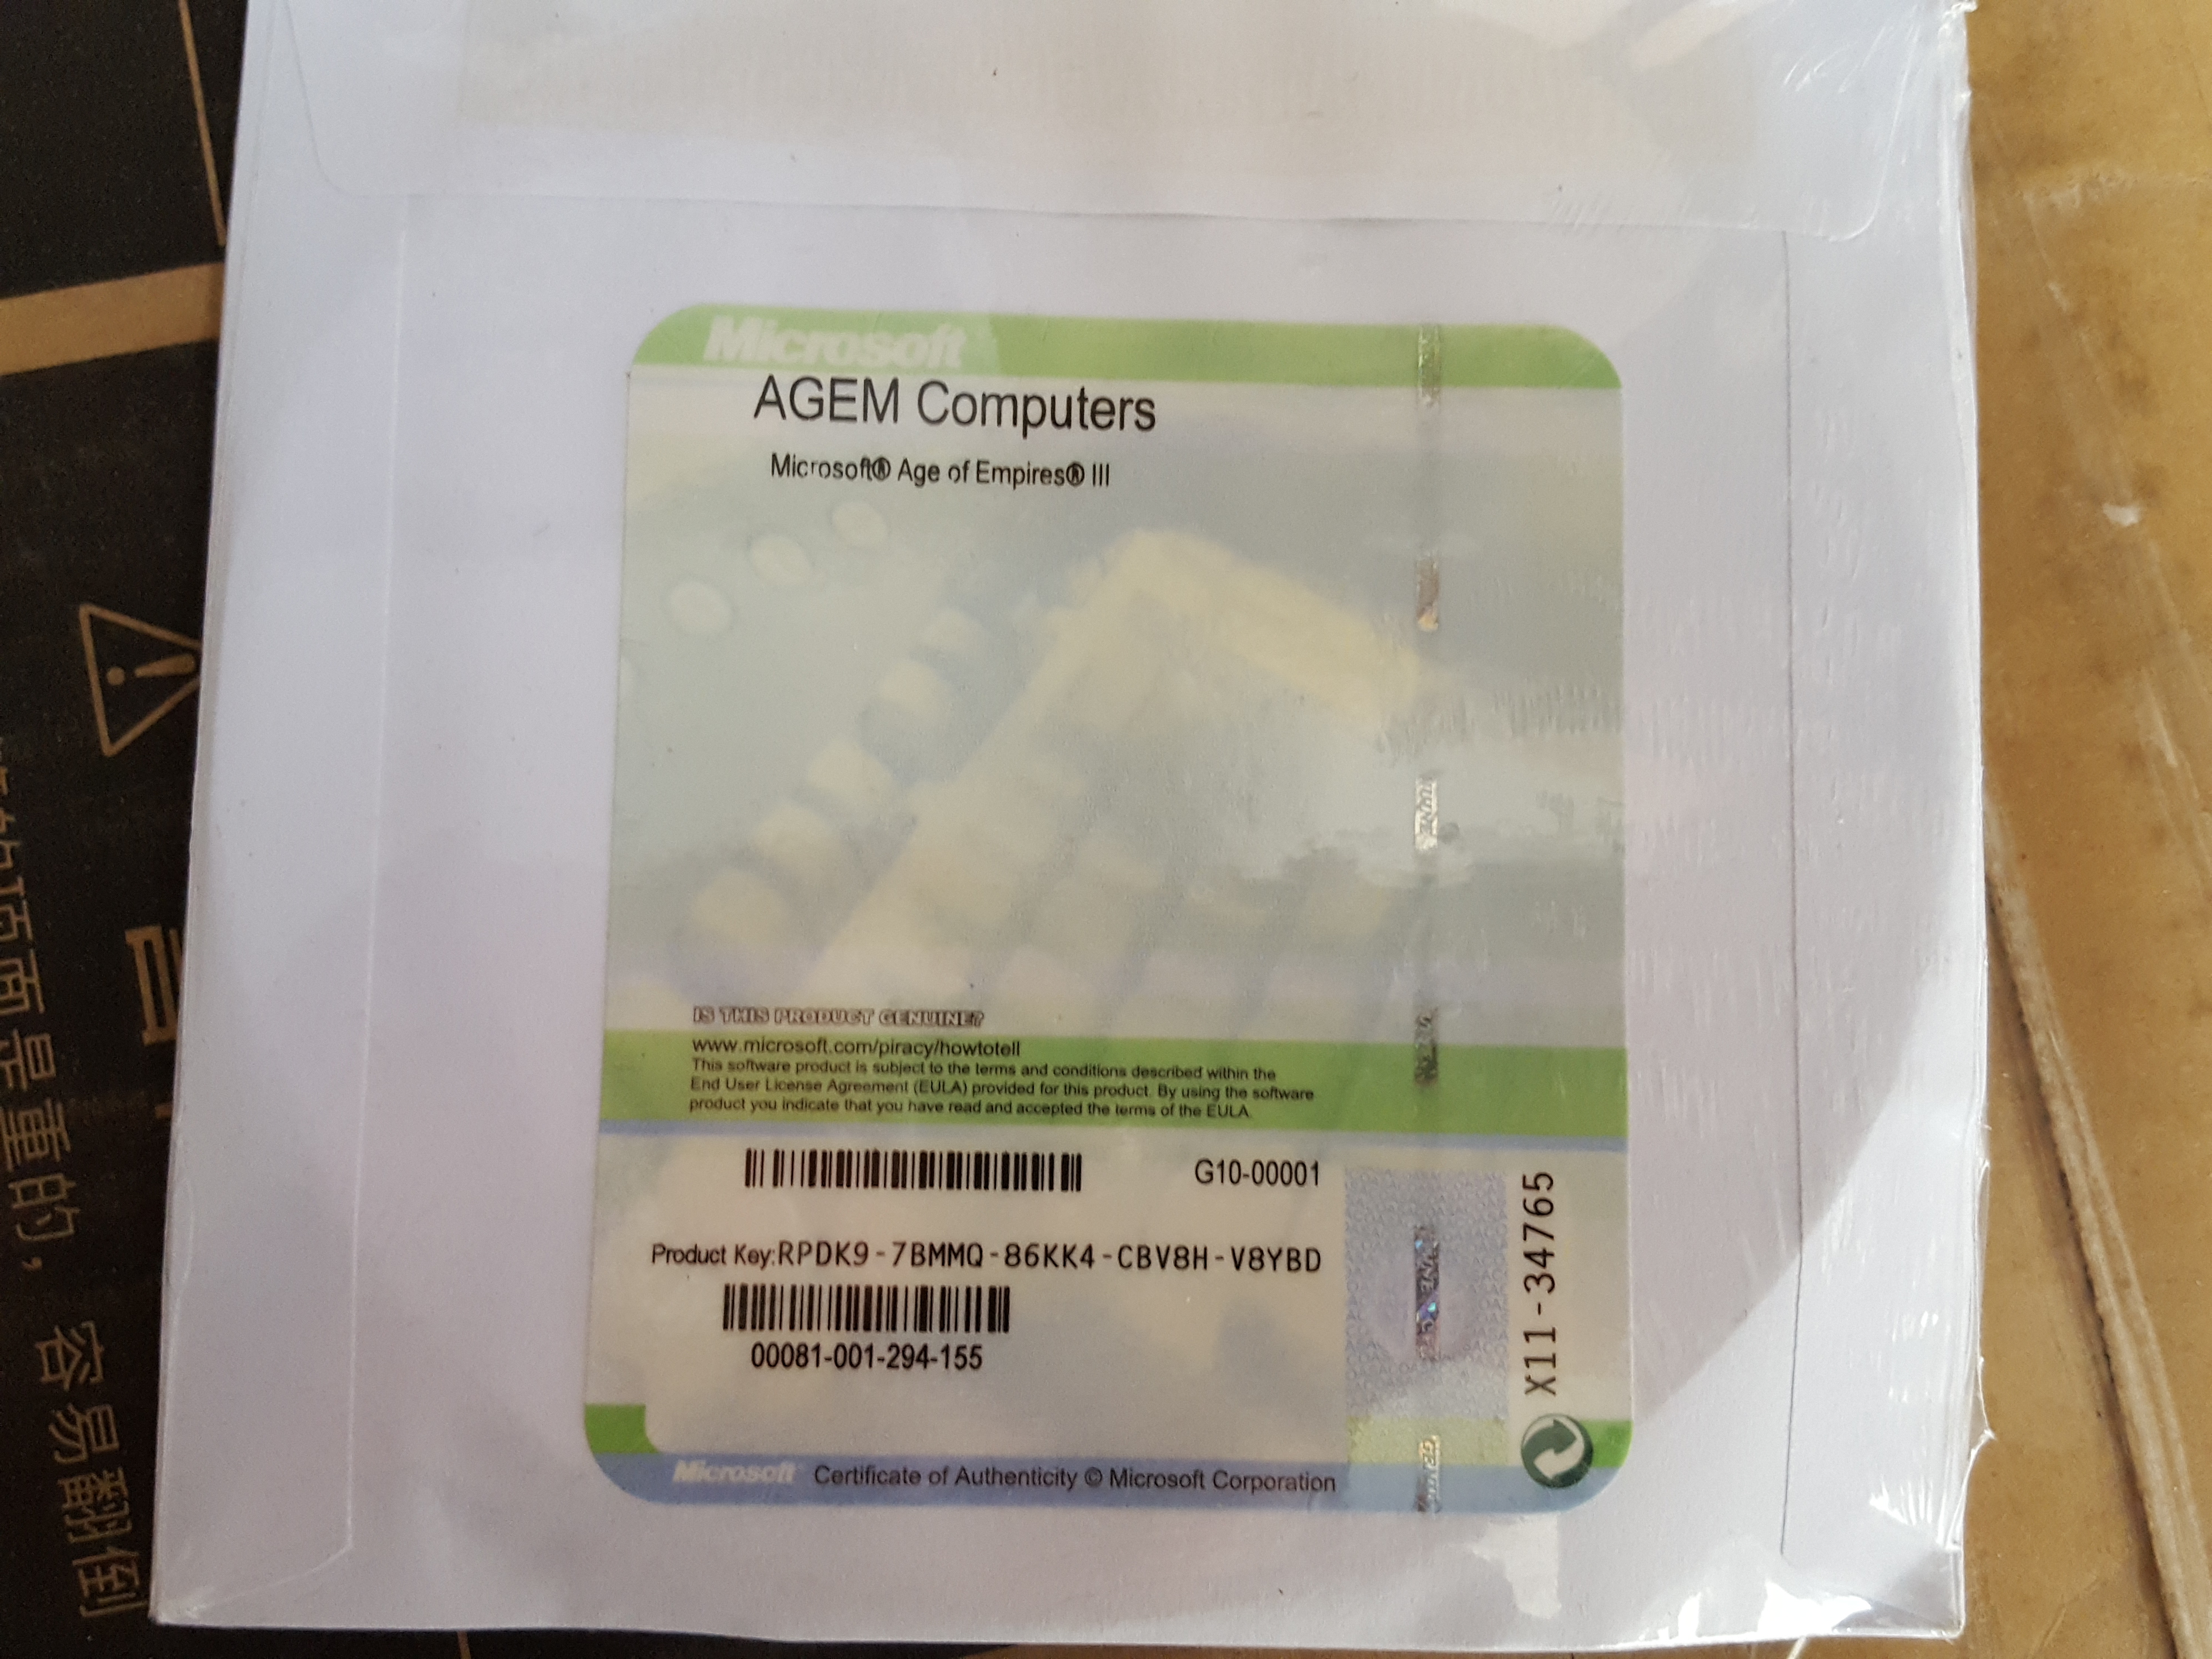 Microsoft
AGEM Computers
Microsoft® Age of Empires® III
IS THIS PRODUCT GENUINE?
www.microsoft.com/piracy/howtotell
This software product is subject to the terms and conditions described within the
End User License Agreement (EULA) provided for this product. By using the software
product you indicate that you have read and accepted the terms of the EULA.
G10-00001
Product Key:RPDK9-7BMMQ-86KK4-CBV8H-V8YBD
00081-001-294-155
X11-34765
Microsoft Certificate of Authenticity © Microsoft Corporation
面是重的，容易翻倒